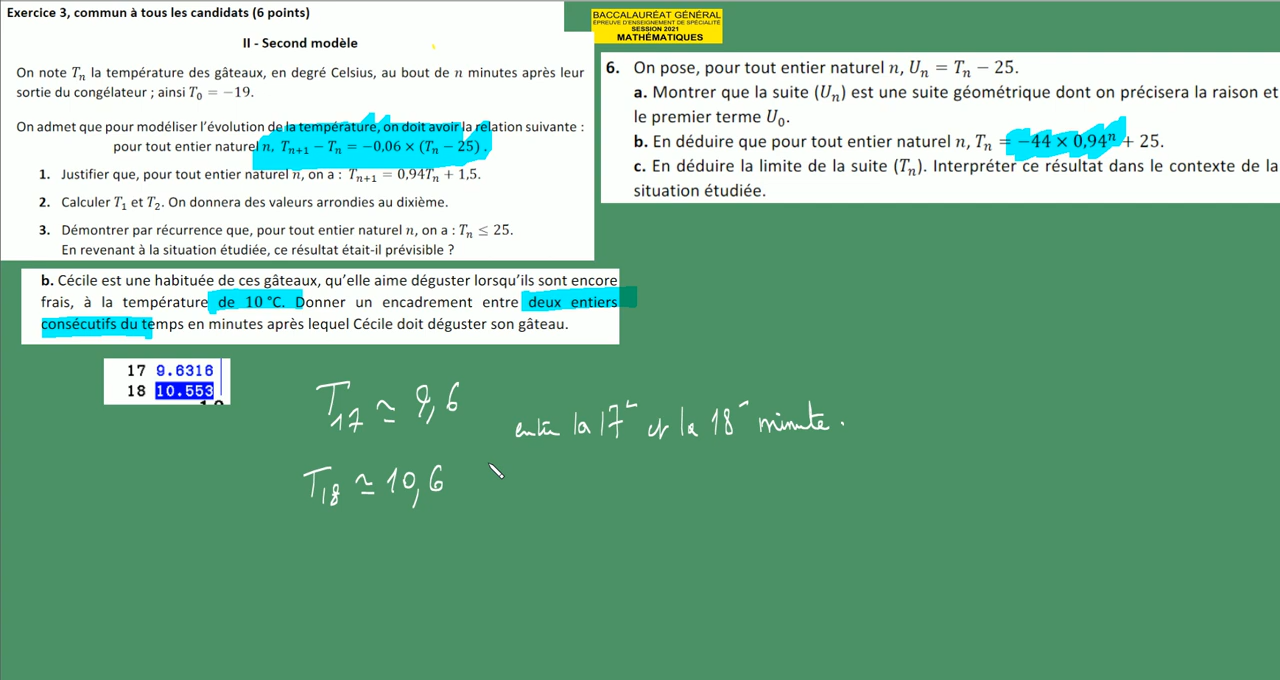 Exercice 3, commun à tous les candidats (6 points)
II - Second modèle
On note Tₙ la température des gâteaux, en degré Celsius, au bout de n minutes après leur
sortie du congélateur ; ainsi T₀ = −19.
On admet que pour modéliser l’évolution de la température, on doit avoir la relation suivante :
pour tout entier naturel n, Tₙ₊₁ − Tₙ = −0,06 × (Tₙ − 25) .
1. Justifier que, pour tout entier naturel n, on a : Tₙ₊₁ = 0,94Tₙ + 1,5.
2. Calculer T₁ et T₂. On donnera des valeurs arrondies au dixième.
3. Démontrer par récurrence que, pour tout entier naturel n, on a : Tₙ ≤ 25.
En revenant à la situation étudiée, ce résultat était-il prévisible ?
BACCALAURÉAT GÉNÉRAL
ÉPREUVE D'ENSEIGNEMENT DE SPÉCIALITÉ
SESSION 2021
MATHÉMATIQUES
6. On pose, pour tout entier naturel n, Uₙ = Tₙ − 25.
a. Montrer que la suite (Uₙ) est une suite géométrique dont on précisera la raison et
le premier terme U₀.
b. En déduire que pour tout entier naturel n, Tₙ = −44 × 0,94ⁿ + 25.
c. En déduire la limite de la suite (Tₙ). Interpréter ce résultat dans le contexte de la
situation étudiée.
b. Cécile est une habituée de ces gâteaux, qu’elle aime déguster lorsqu’ils sont encore
frais, à la température de 10 °C. Donner un encadrement entre deux entiers
consécutifs du temps en minutes après lequel Cécile doit déguster son gâteau.
17 9.6316
18 10.553
T₁₇ ≃ 9,6
entre la 17ᵉ et la 18ᵉ minute.
T₁₈ ≃ 10,6